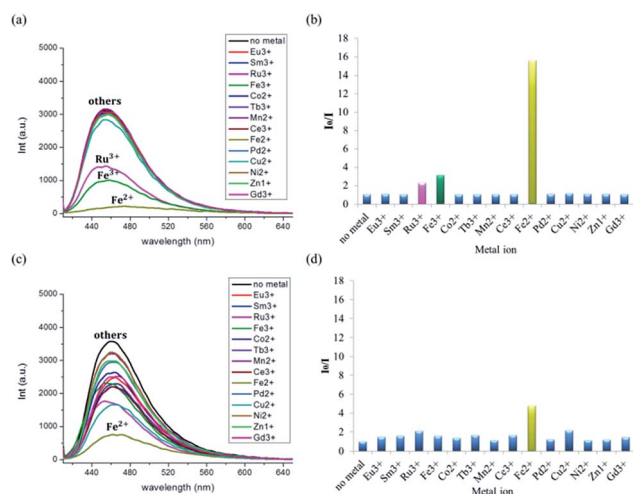 (a)
5000
4000
3000
2000
1000
0
Int (a.u.)
440
480
520
560
600
640
wavelength (nm)
others
Ru³⁺
Fe³⁺
Fe²⁺
no metal
Eu3+
Sm3+
Ru3+
Fe3+
Co2+
Tb3+
Mn2+
Ce3+
Fe2+
Pd2+
Cu2+
Ni2+
Zn1+
Gd3+
(b)
18
16
14
12
10
8
6
4
2
0
I₀/I
no metal
Eu3+
Sm3+
Ru3+
Fe3+
Co2+
Tb3+
Mn2+
Ce3+
Fe2+
Pd2+
Cu2+
Ni2+
Zn1+
Gd3+
Metal ion
(c)
5000
4000
3000
2000
1000
0
Int (a.u.)
440
480
520
560
600
640
wavelength (nm)
others
Fe²⁺
no metal
Eu3+
Sm3+
Ru3+
Fe3+
Co2+
Tb3+
Mn2+
Ce3+
Fe2+
Pd2+
Cu2+
Ni2+
Zn1+
Gd3+
(d)
18
16
14
12
10
8
6
4
2
0
I₀/I
no metal
Eu3+
Sm3+
Ru3+
Fe3+
Co2+
Tb3+
Mn2+
Ce3+
Fe2+
Pd2+
Cu2+
Ni2+
Zn1+
Gd3+
Metal ion